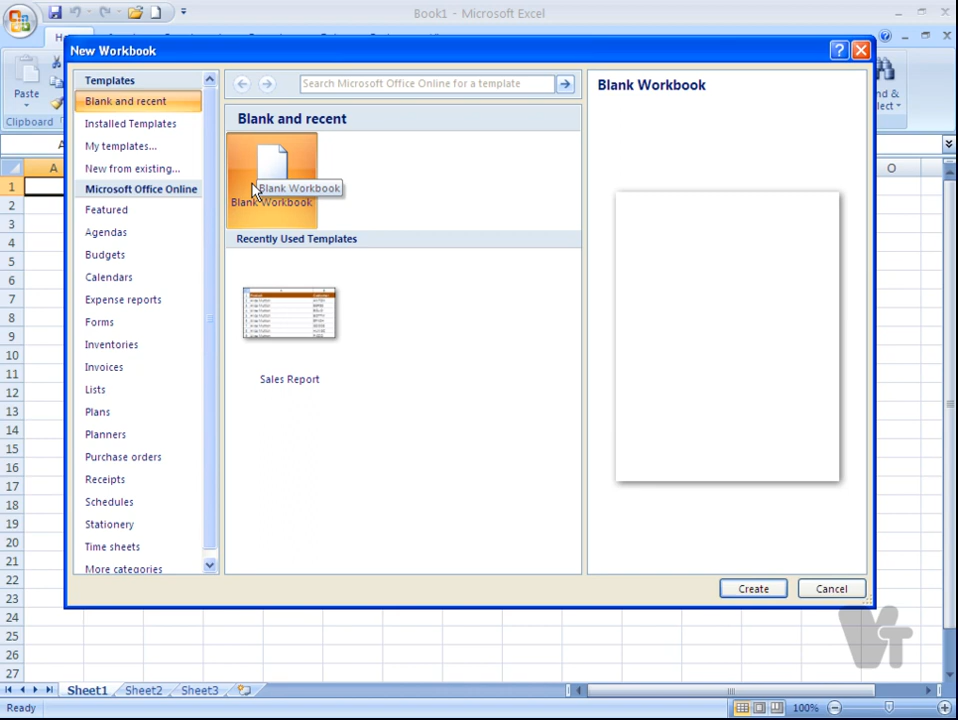 Book1 - Microsoft Excel
New Workbook
Paste
Clipboard
Templates
Blank and recent
Installed Templates
My templates...
New from existing...
Microsoft Office Online
Featured
Agendas
Budgets
Calendars
Expense reports
Forms
Inventories
Invoices
Lists
Plans
Planners
Purchase orders
Receipts
Schedules
Stationery
Time sheets
More categories
Search Microsoft Office Online for a template
Blank and recent
Blank Workbook
Blank Workbook
Recently Used Templates
Sales Report
Blank Workbook
Create
Cancel
A
O
1
2
3
4
5
6
7
8
9
10
11
12
13
14
15
16
17
18
19
20
21
22
23
24
25
26
27
VT
Sheet1 Sheet2 Sheet3
Ready
100%